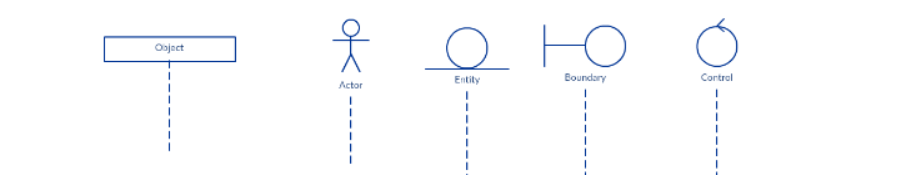 Object
Actor
Entity
Boundary
Control